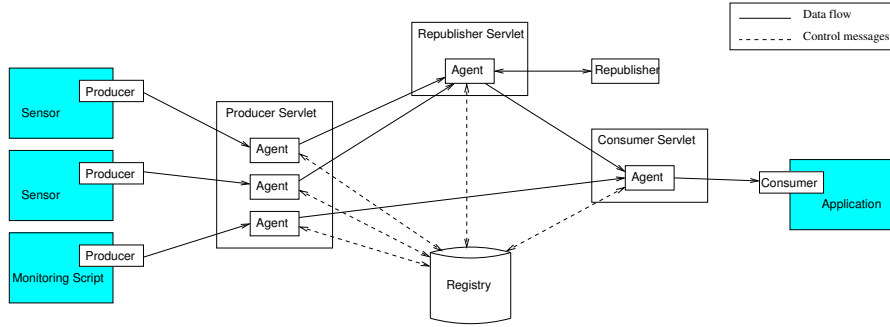 Data flow
Control messages
Republisher Servlet
Agent
Republisher
Producer
Sensor
Producer Servlet
Agent
Consumer Servlet
Producer
Sensor
Agent
Agent
Consumer
Application
Agent
Producer
Monitoring Script
Registry